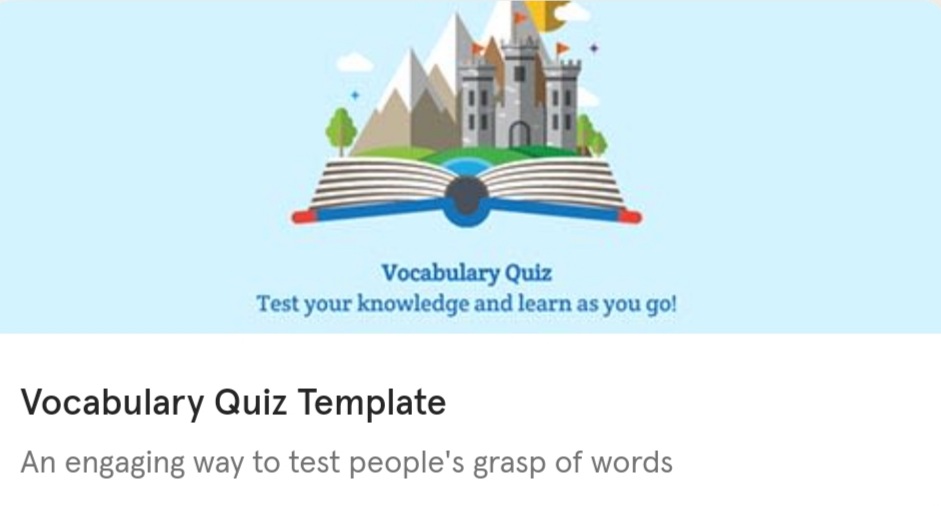 Vocabulary Quiz
Test your knowledge and learn as you go!
Vocabulary Quiz Template
An engaging way to test people's grasp of words